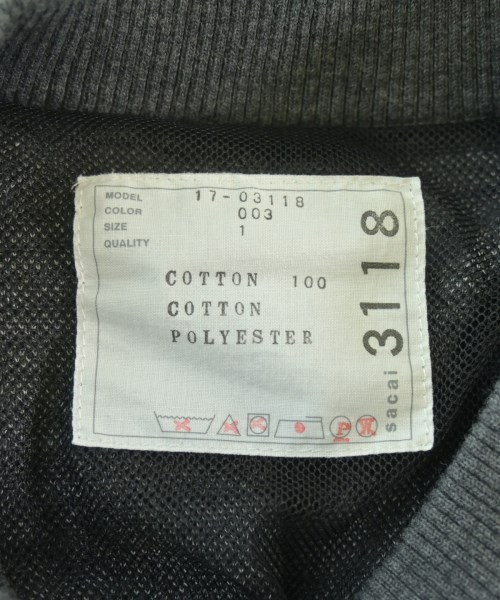 MODEL 17-03118
COLOR 003
SIZE 1
QUALITY
COTTON 100
COTTON
POLYESTER
P W
sacai 3118